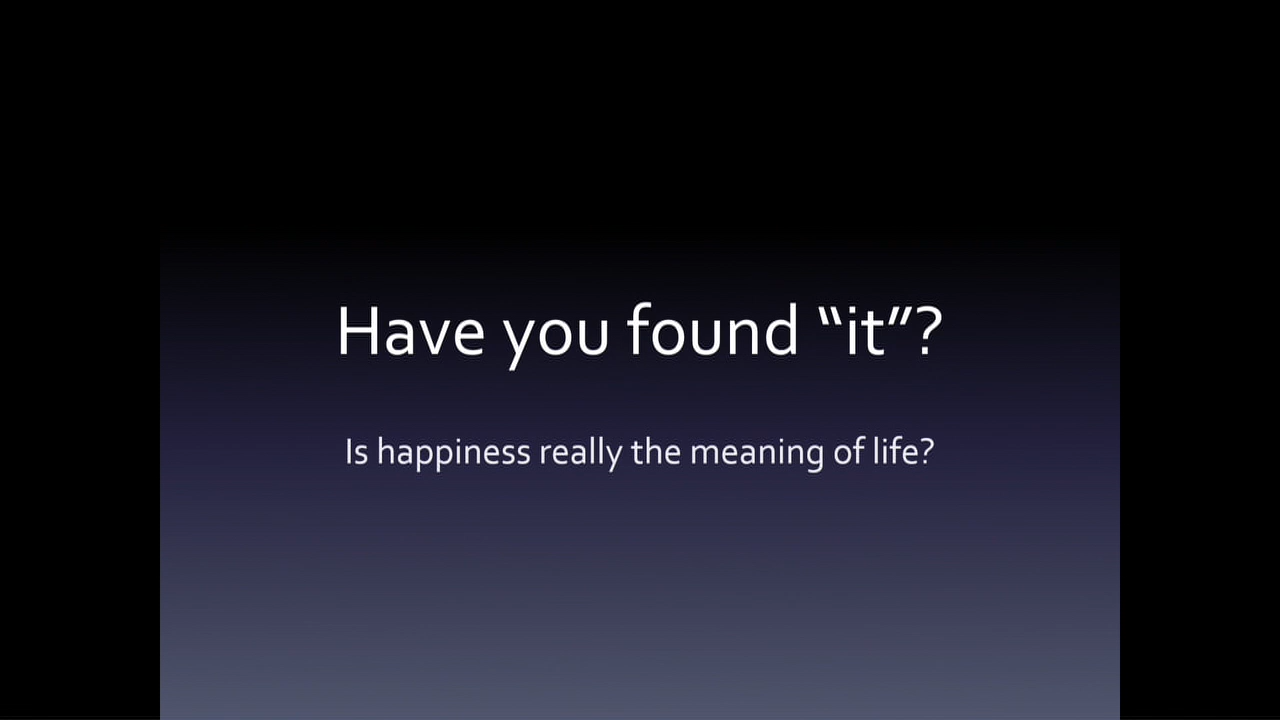 Have you found “it”?
Is happiness really the meaning of life?